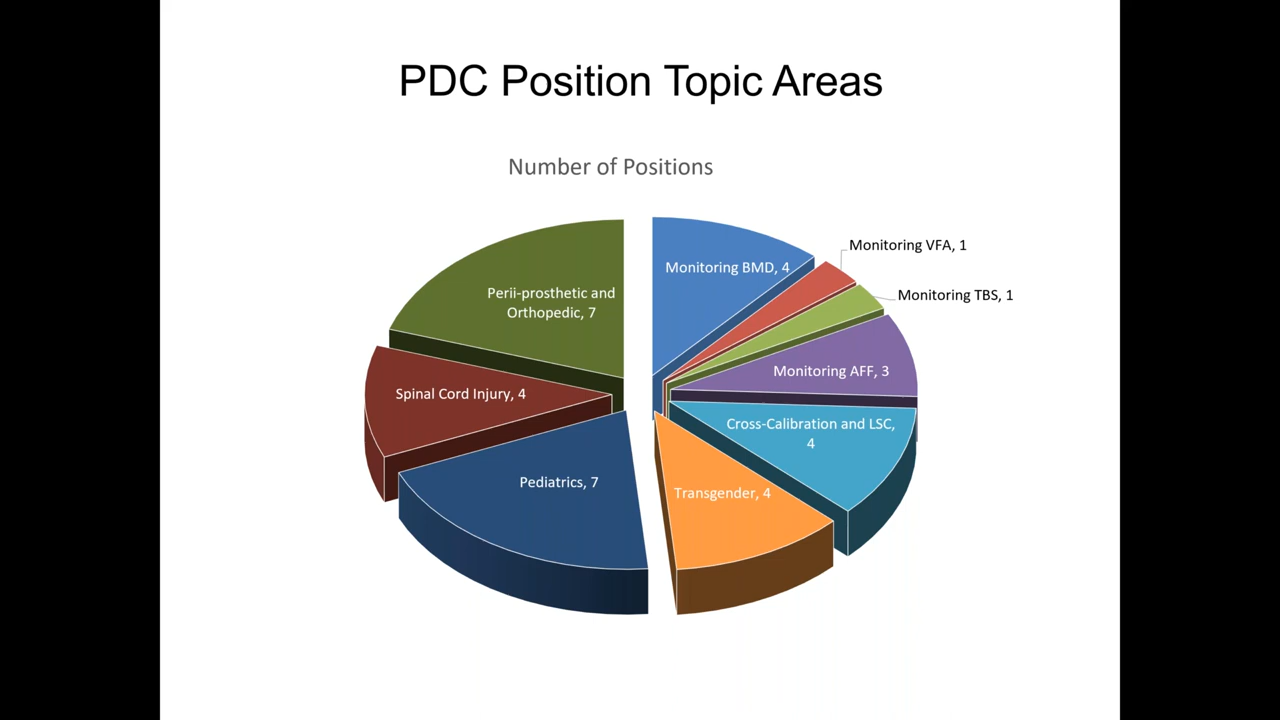 PDC Position Topic Areas
Number of Positions
Monitoring BMD, 4
Monitoring VFA, 1
Monitoring TBS, 1
Monitoring AFF, 3
Cross-Calibration and LSC,
4
Transgender, 4
Pediatrics, 7
Spinal Cord Injury, 4
Perii-prosthetic and
Orthopedic, 7